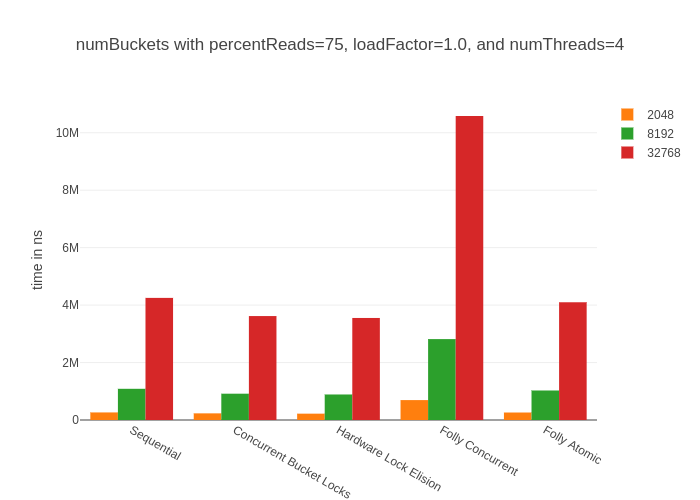 numBuckets with percentReads=75, loadFactor=1.0, and numThreads=4
2048
8192
32768
time in ns
10M
8M
6M
4M
2M
0
Sequential
Concurrent Bucket Locks
Hardware Lock Elision
Folly Concurrent
Folly Atomic